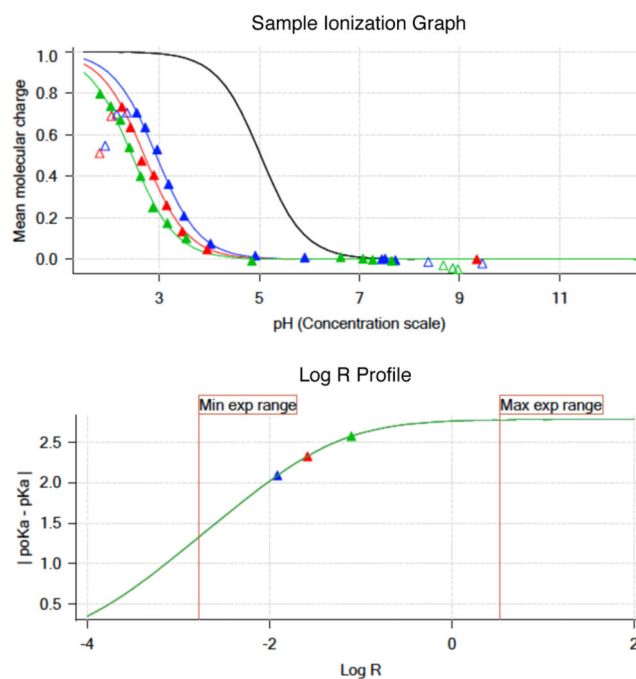 Sample Ionization Graph
Mean molecular charge
1.0
0.8
0.6
0.4
0.2
0.0
3 5 7 9 11
pH (Concentration scale)
Log R Profile
Min exp range Max exp range
| poKa - pKa |
2.5
2.0
1.5
1.0
0.5
-4 -2 0 2
Log R